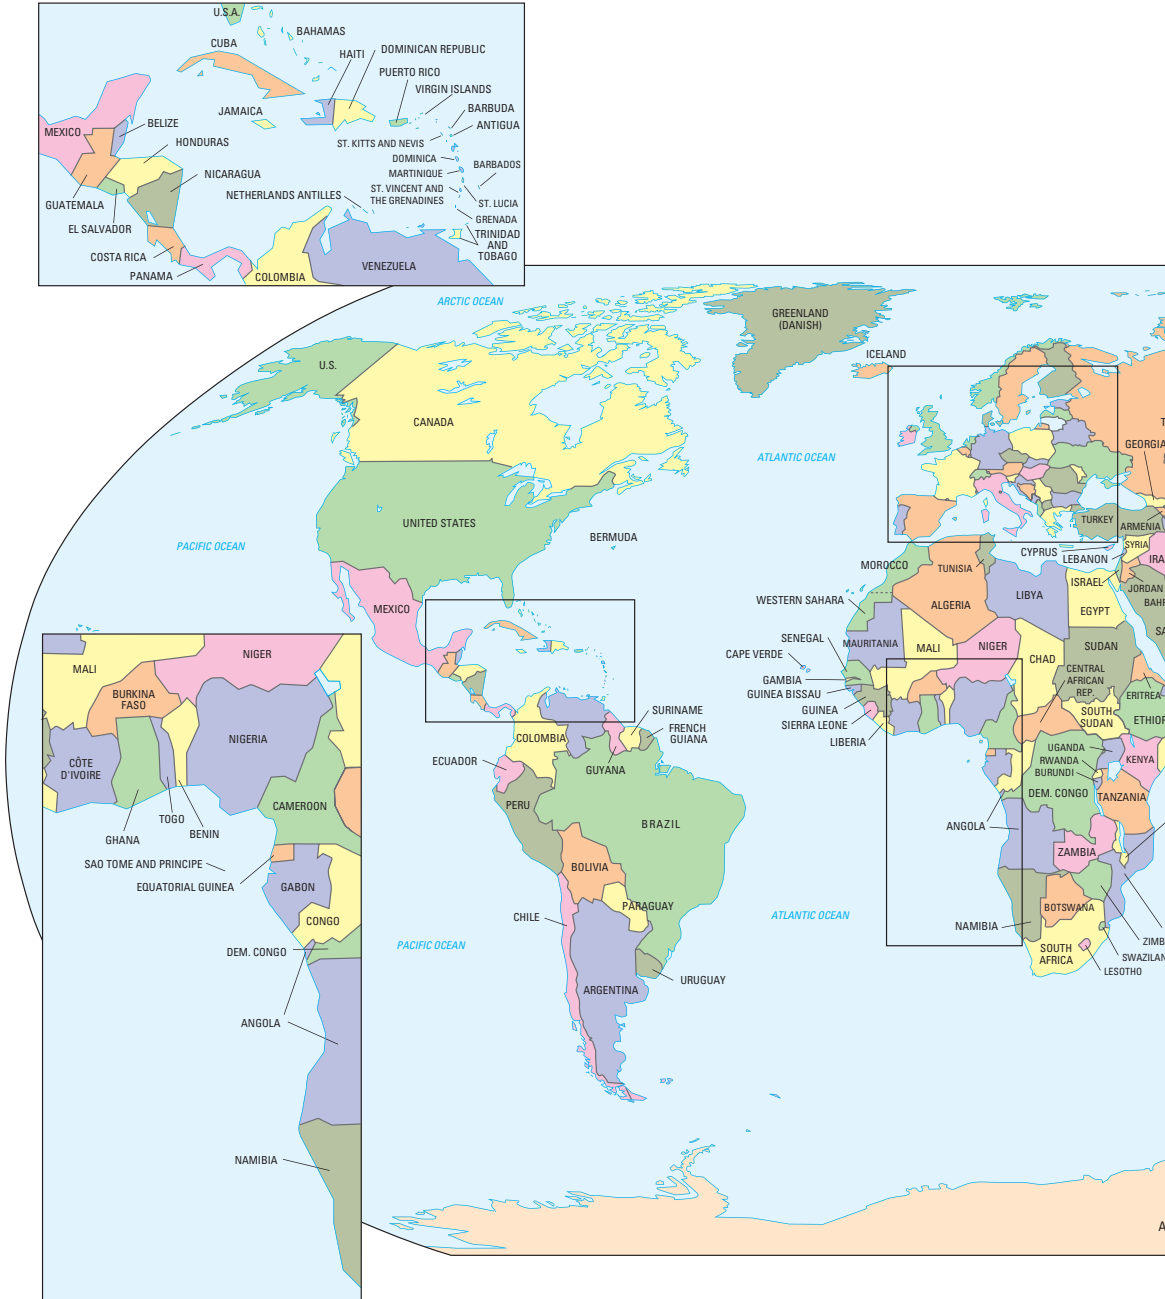 U.S.A.
BAHAMAS
CUBA
HAITI
DOMINICAN REPUBLIC
PUERTO RICO
VIRGIN ISLANDS
JAMAICA
BARBUDA
ANTIGUA
MEXICO
BELIZE
HONDURAS
ST. KITTS AND NEVIS
DOMINICA
MARTINIQUE
BARBADOS
NICARAGUA
NETHERLANDS ANTILLES
ST. VINCENT AND
THE GRENADINES
ST. LUCIA
GUATEMALA
EL SALVADOR
GRENADA
TRINIDAD
AND
TOBAGO
COSTA RICA
PANAMA
COLOMBIA
VENEZUELA
ARCTIC OCEAN
GREENLAND
(DANISH)
ICELAND
U.S.
CANADA
ATLANTIC OCEAN
GEORGIA
UNITED STATES
BERMUDA
PACIFIC OCEAN
TURKEY
ARMENIA
CYPRUS
LEBANON
SYRIA
IRA
MOROCCO
TUNISIA
ISRAEL
JORDAN
BAHR
WESTERN SAHARA
ALGERIA
LIBYA
EGYPT
MEXICO
SENEGAL
MAURITANIA
MALI
NIGER
CHAD
SUDAN
SA
CAPE VERDE
GAMBIA
GUINEA BISSAU
GUINEA
SIERRA LEONE
LIBERIA
CENTRAL
AFRICAN
REP.
ERITREA
SOUTH
SUDAN
ETHIOP
SURINAME
FRENCH
GUIANA
COLOMBIA
GUYANA
ECUADOR
UGANDA
RWANDA
BURUNDI
KENYA
DEM. CONGO
TANZANIA
PERU
BRAZIL
ANGOLA
ZAMBIA
BOLIVIA
PARAGUAY
BOTSWANA
CHILE
ATLANTIC OCEAN
NAMIBIA
ZIMB
SWAZILAN
SOUTH
AFRICA
LESOTHO
PACIFIC OCEAN
URUGUAY
ARGENTINA
MALI
NIGER
BURKINA
FASO
NIGERIA
CÔTE
D'IVOIRE
CAMEROON
GHANA
TOGO
BENIN
SAO TOME AND PRINCIPE
EQUATORIAL GUINEA
GABON
CONGO
DEM. CONGO
ANGOLA
NAMIBIA
A